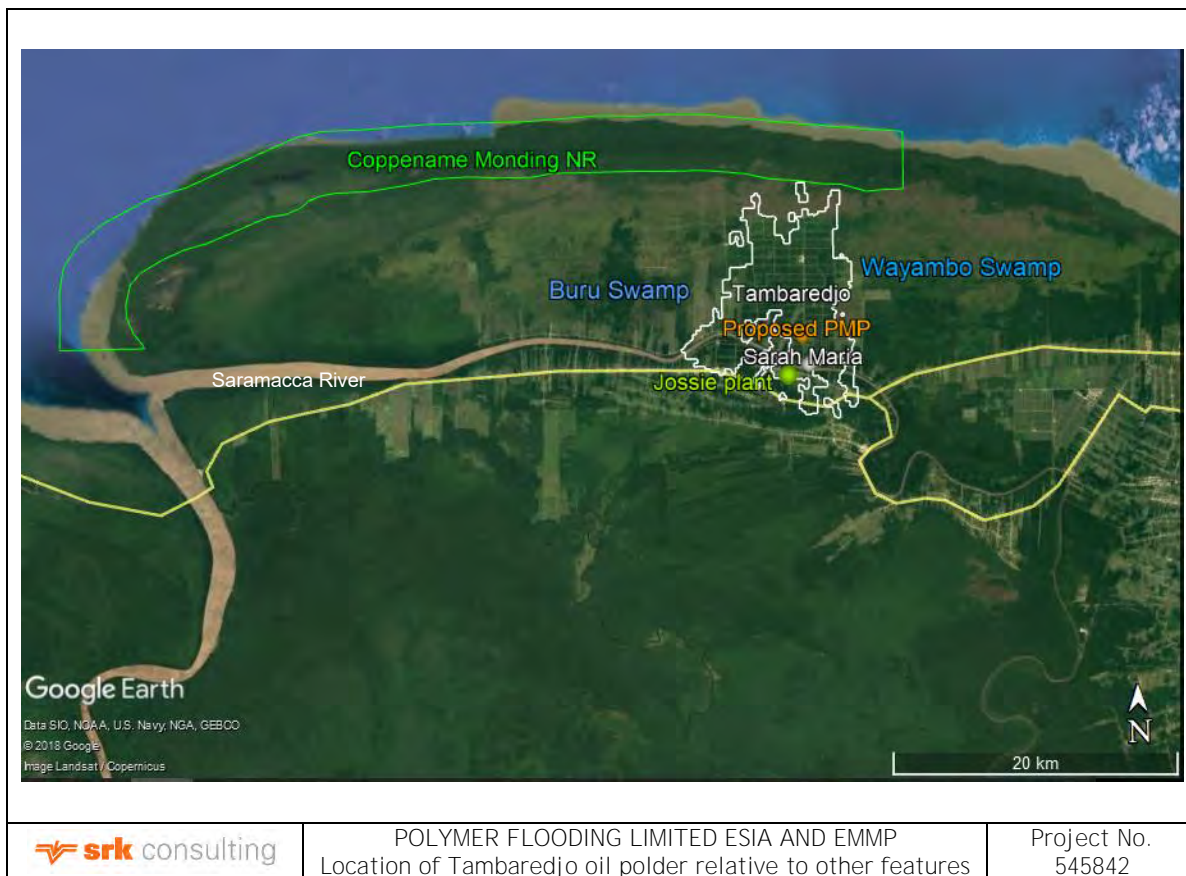 Coppename Monding NR
Wayambo Swamp
Buru Swamp
Tambaredjo
Proposed PMP
Sarah Maria
Saramacca River
Jossie plant
Google Earth
Data SIO, NOAA, U.S. Navy, NGA, GEBCO
© 2018 Google
Image Landsat / Copernicus
N
20 km
srk consulting
POLYMER FLOODING LIMITED ESIA AND EMMP
Location of Tambaredjo oil polder relative to other features
Project No.
545842